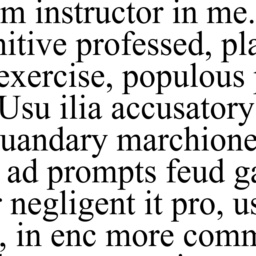 m instructor in me.
nitive professed, pla
exercise, populous p
Usu ilia accusatory
uandary marchione
ad prompts feud ga
negligent it pro, us
, in enc more comm